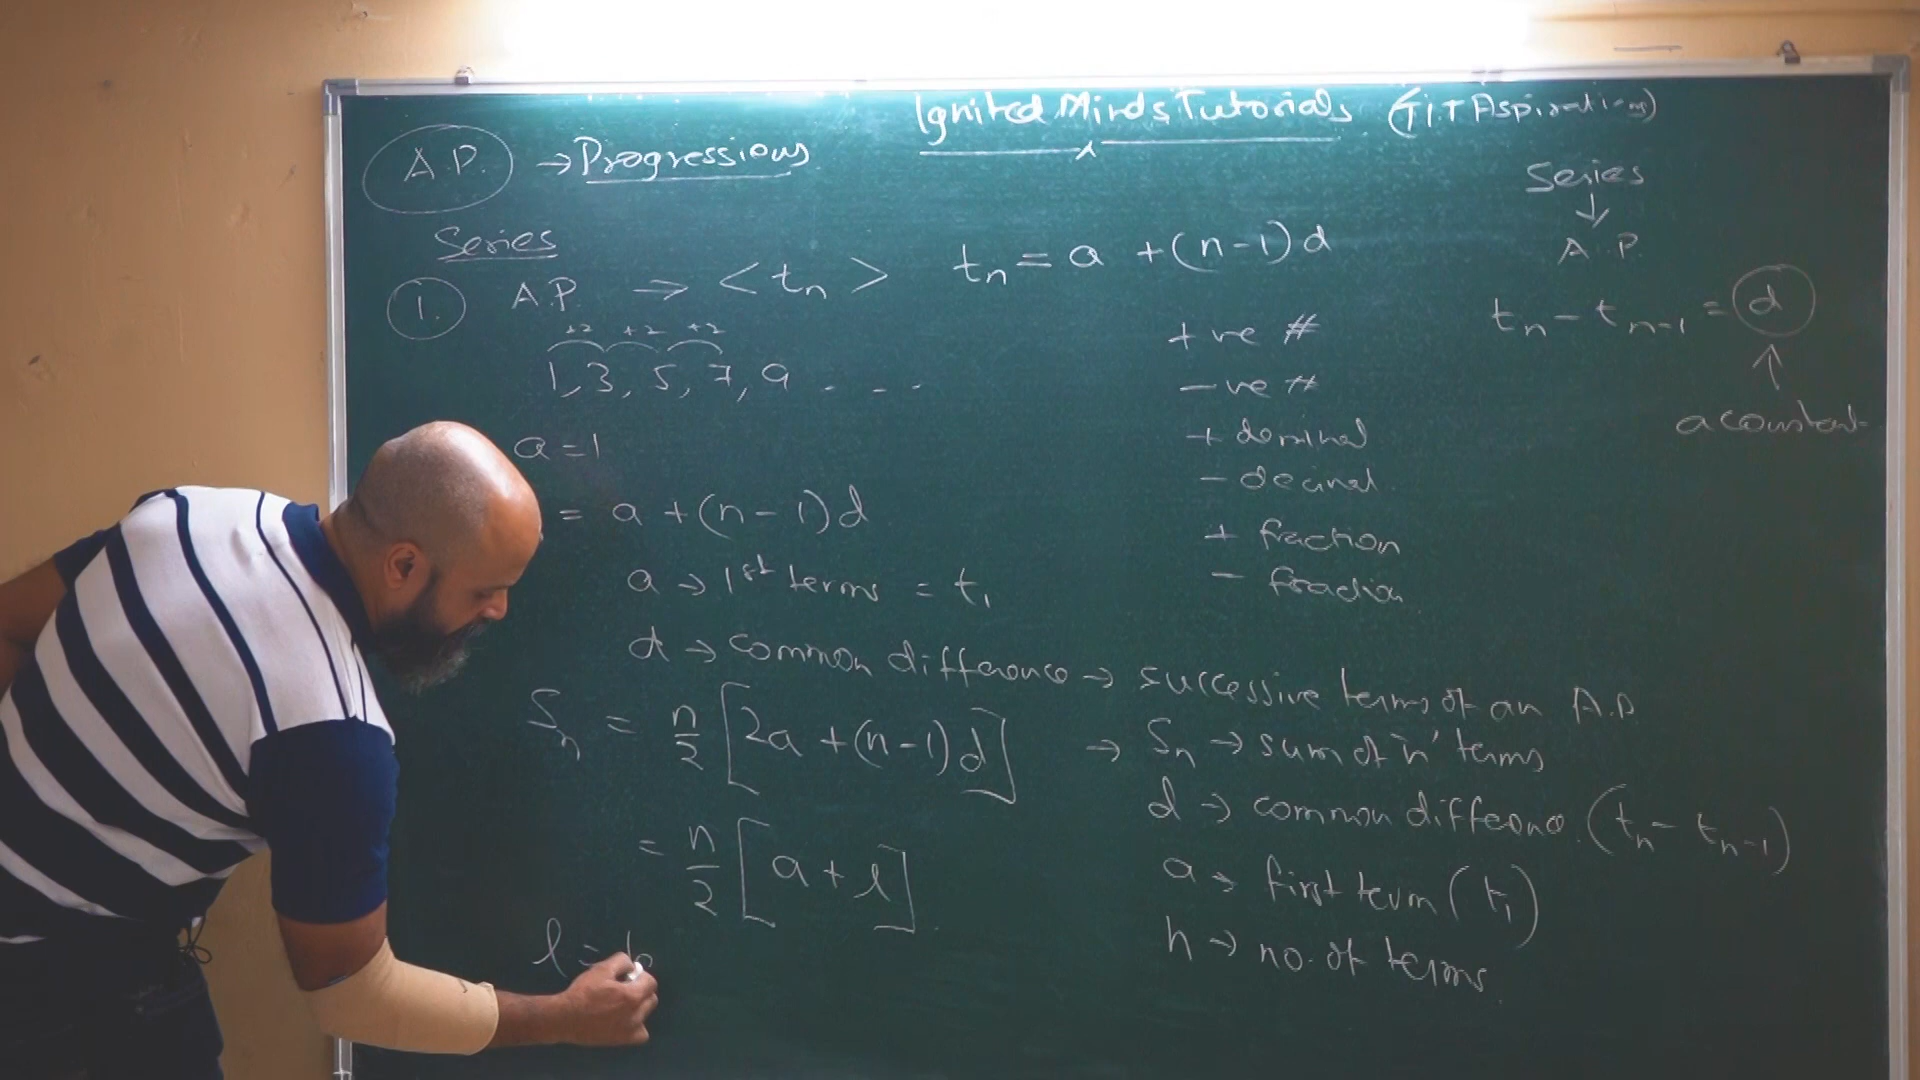 Ignited Minds Tutorials (I.I.T Aspirations)
A.P. → Progressions
Series
↓
A.P.
Series
1. A.P ⇒ < tn > tn = a + (n-1)d
tn - tn-1 = d
↑
a constant
+2 +2 +2
1, 3, 5, 7, 9 - - -
+ ve #
- ve #
+ decimal
- decimal
+ fraction
- fraction
a = 1
= a + (n-1)d
a → 1st terms = t1
d → common difference → successive terms of an A.P.
Sn = n/2 [2a + (n-1)d] → Sn → sum of 'n' terms
d → common differenc. (tn - tn-1)
= n/2 [a + l]
a → first term (t1)
n → no. of terms
l =